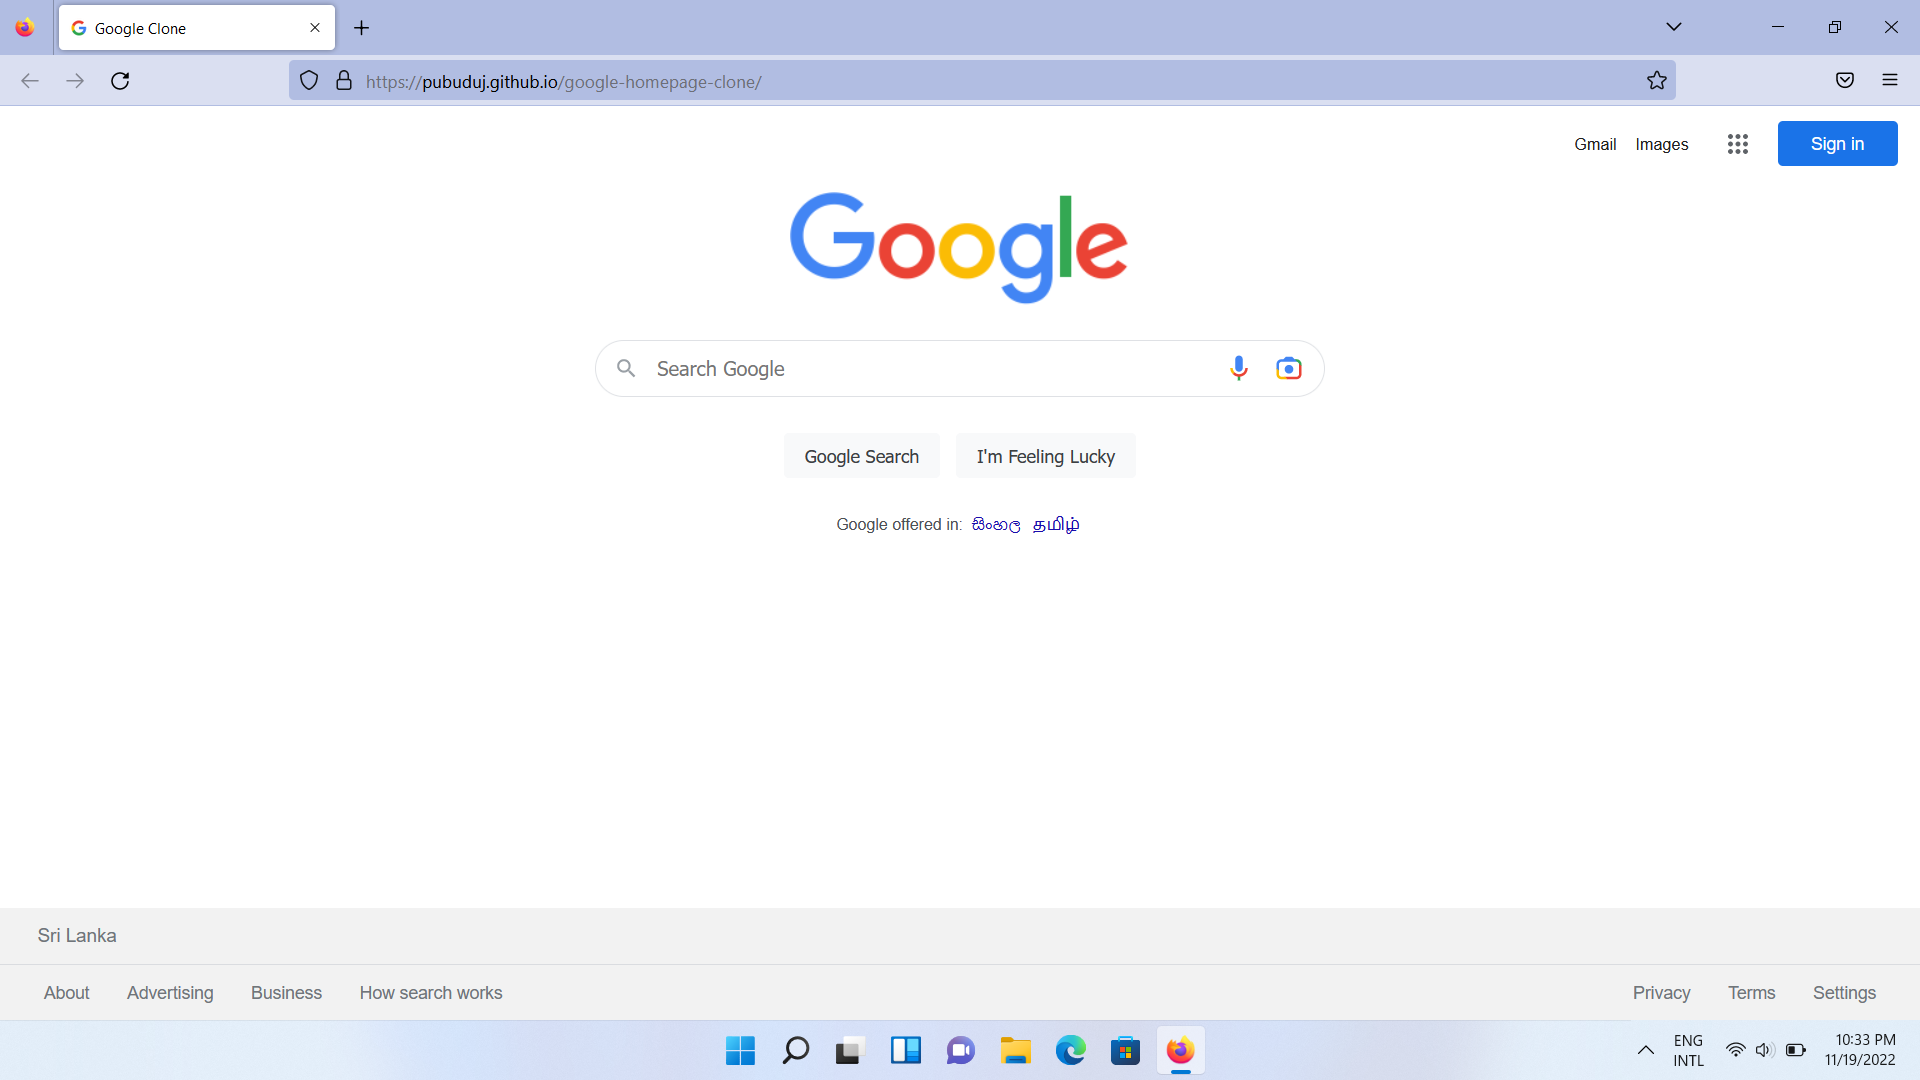 Google Clone
https://pubuduj.github.io/google-homepage-clone/
Gmail Images Sign in
Google
Search Google
Google Search I'm Feeling Lucky
Google offered in: සිංහල தமிழ்
Sri Lanka
About Advertising Business How search works Privacy Terms Settings
ENG 10:33 PM
INTL 11/19/2022